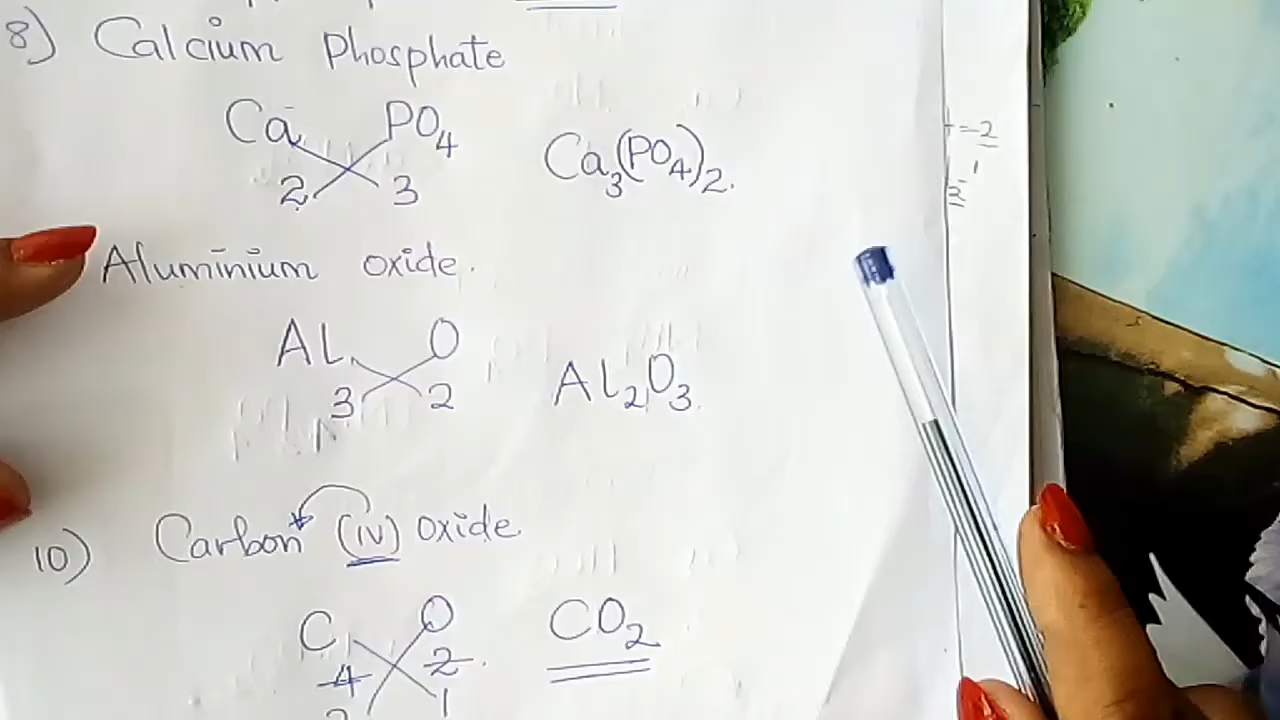 8) Calcium Phosphate
Ca PO4
2 3
Ca3(PO4)2.
Aluminium oxide.
Al O
3 2
Al2O3.
10) Carbon (IV) oxide
C O
4 2.
1
CO2